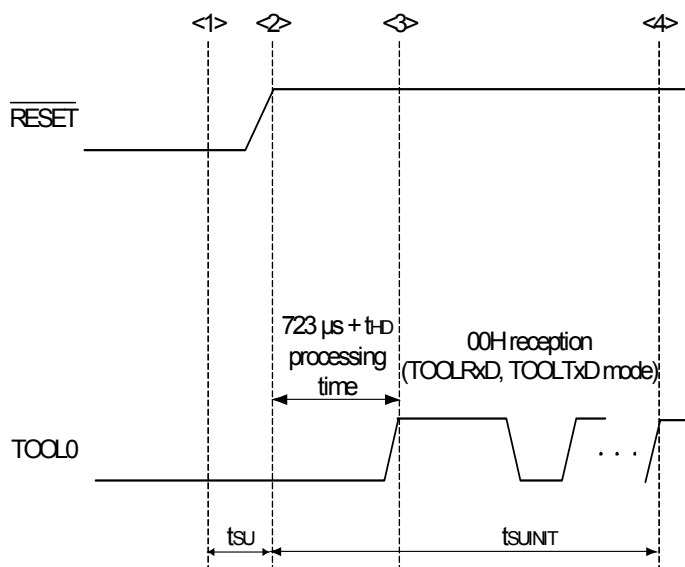 <1> <2> <3> <4>
RESET
723 µs + tHD
processing
time
00H reception
(TOOLRxD, TOOLTxD mode)
TOOL0
. . .
tSU
tSUINIT